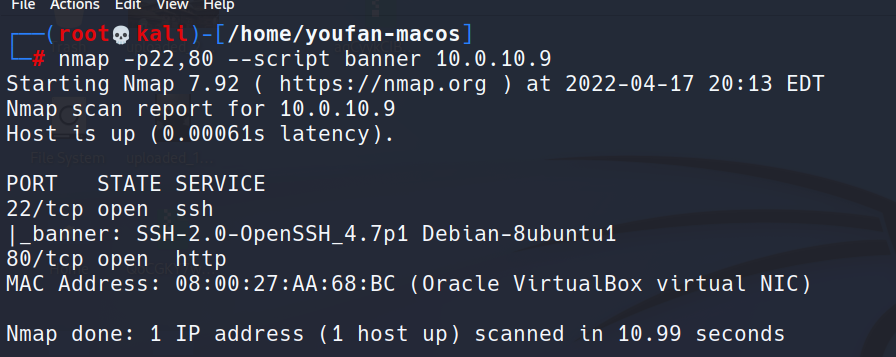 File Actions Edit View Help
┌──(root💀kali)-[/home/youfan-macos]
└─# nmap -p22,80 --script banner 10.0.10.9
Starting Nmap 7.92 ( https://nmap.org ) at 2022-04-17 20:13 EDT
Nmap scan report for 10.0.10.9
Host is up (0.00061s latency).
PORT   STATE SERVICE
22/tcp open  ssh
|_banner: SSH-2.0-OpenSSH_4.7p1 Debian-8ubuntu1
80/tcp open  http
MAC Address: 08:00:27:AA:68:BC (Oracle VirtualBox virtual NIC)
Nmap done: 1 IP address (1 host up) scanned in 10.99 seconds